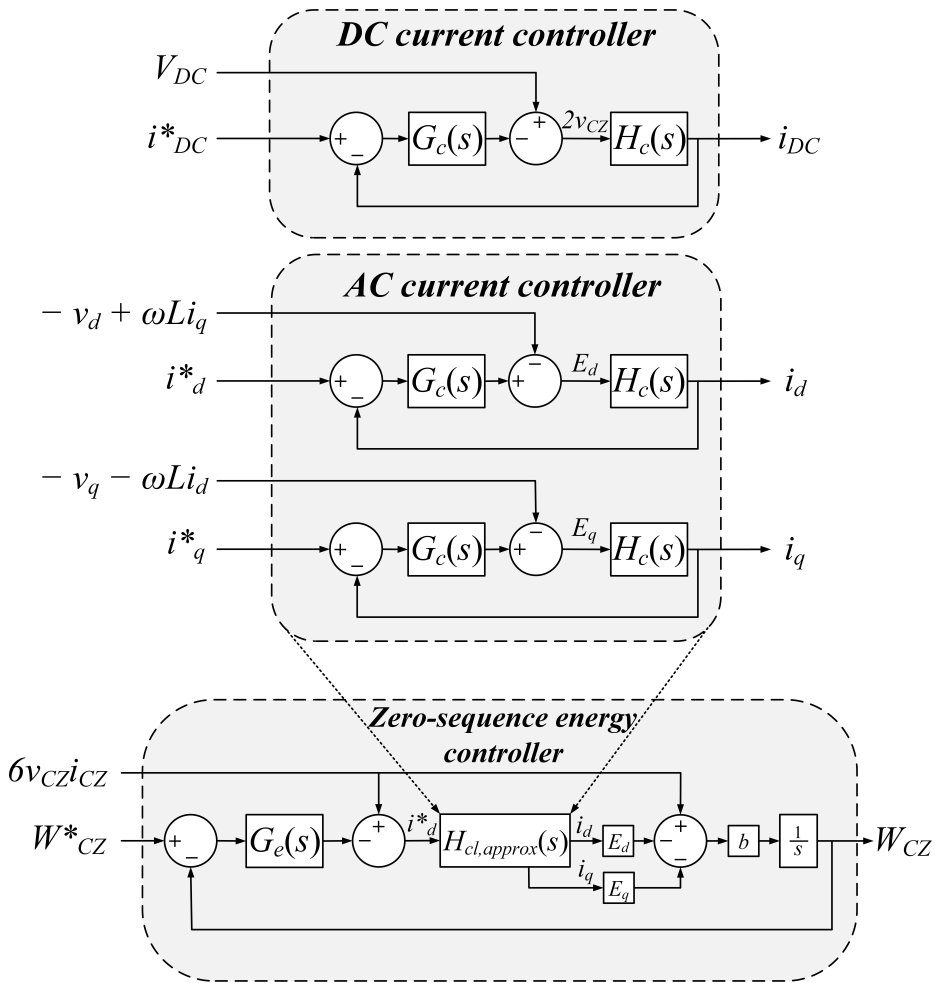 DC current controller
V_DC
i*_DC
+
−
G_c(s)
−
+
2v_CZ
H_c(s)
i_DC
AC current controller
− v_d + ωLi_q
i*_d
+
−
G_c(s)
+
−
E_d
H_c(s)
i_d
− v_q − ωLi_d
i*_q
+
−
G_c(s)
+
−
E_q
H_c(s)
i_q
Zero-sequence energy
controller
6v_CZ i_CZ
W*_CZ
+
−
G_e(s)
+
−
i*_d
H_cl,approx(s)
i_d
E_d
i_q
E_q
+
−
−
b
1/s
W_CZ